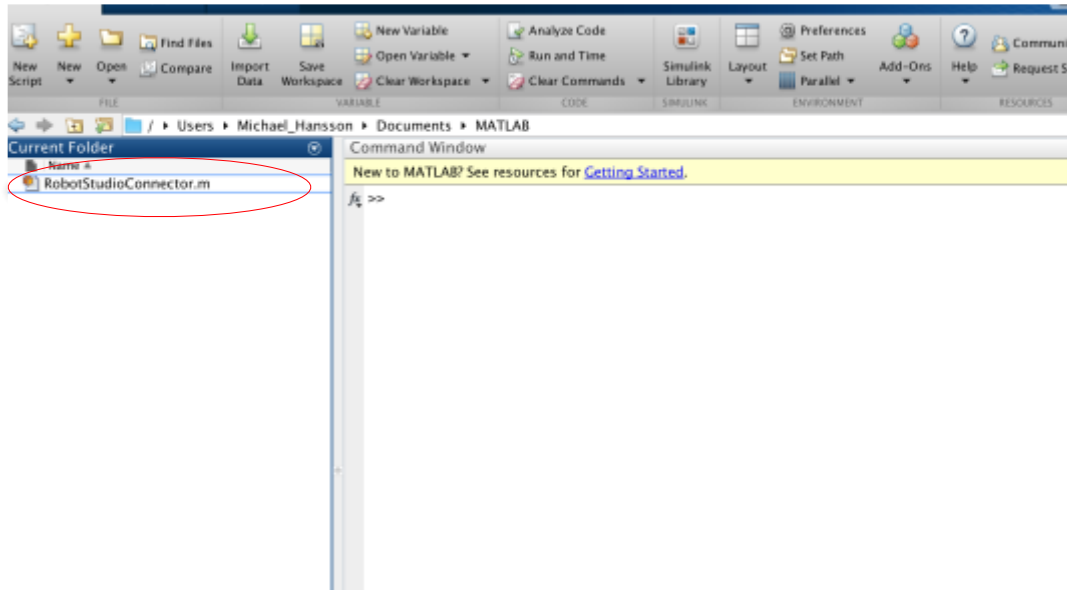 New Variable Analyze Code Preferences
Find Files Open Variable Run and Time Set Path Communi
New Script New Open Compare Import Data Save Workspace Clear Workspace Clear Commands Simulink Library Layout Parallel Add-Ons Help Request S
FILE VARIABLE CODE SIMULINK ENVIRONMENT RESOURCES
/ Users Michael_Hansson Documents MATLAB
Current Folder
Name
RobotStudioConnector.m
Command Window
New to MATLAB? See resources for Getting Started.
fx >>